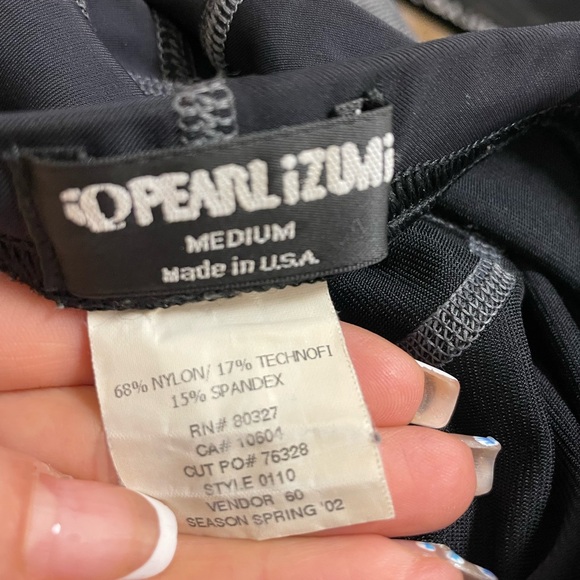 PEARL iZUMi
MEDIUM
Made in U.S.A.
68% NYLON/ 17% TECHNOFI
15% SPANDEX
RN# 80327
CA# 10604
CUT PO# 76328
STYLE 0110
VENDOR 60
SEASON SPRING '02